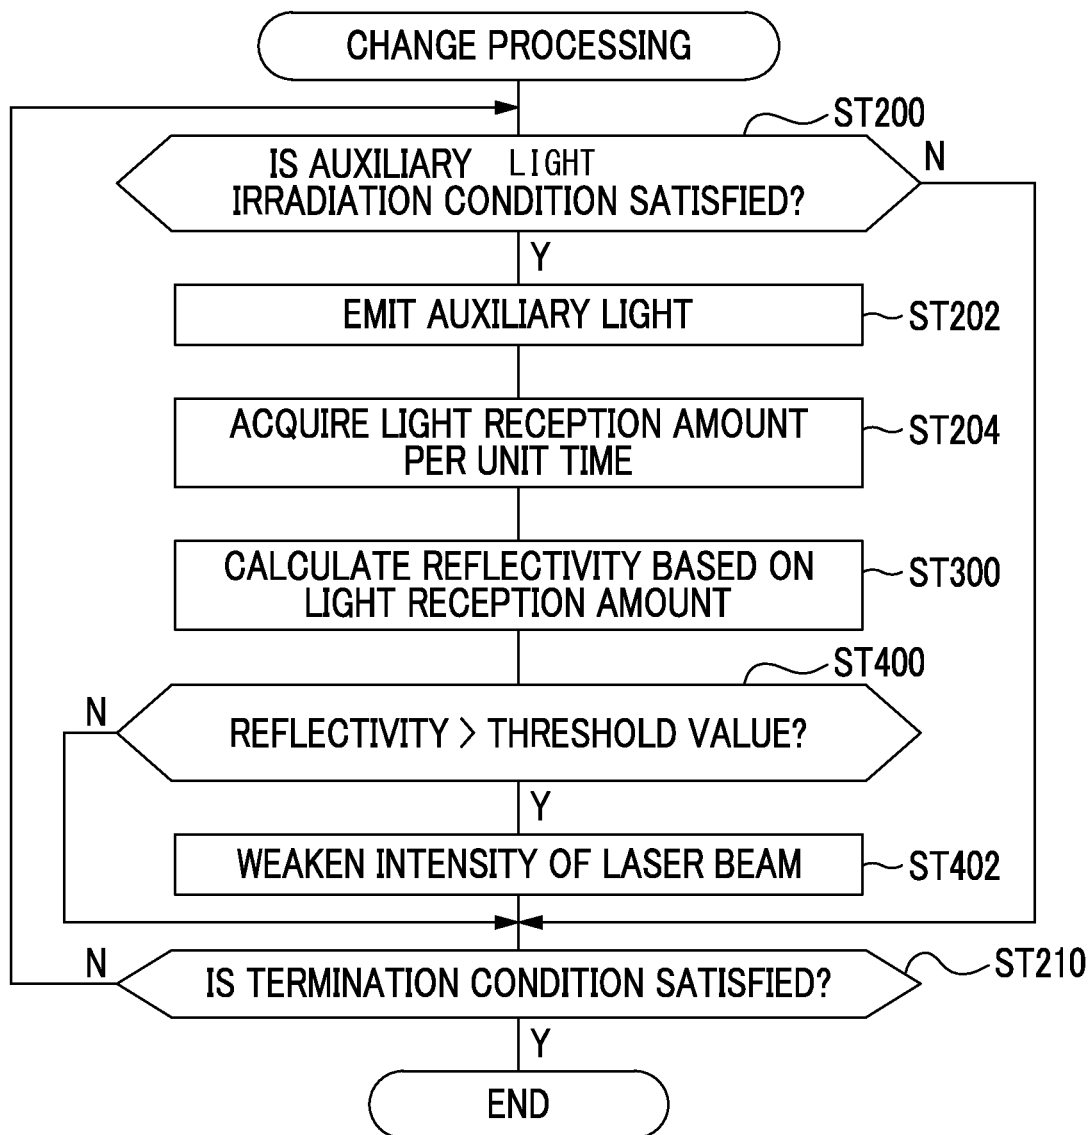 CHANGE PROCESSING
ST200
IS AUXILIARY LIGHT
IRRADIATION CONDITION SATISFIED?
N
Y
EMIT AUXILIARY LIGHT
ST202
ACQUIRE LIGHT RECEPTION AMOUNT
PER UNIT TIME
ST204
CALCULATE REFLECTIVITY BASED ON
LIGHT RECEPTION AMOUNT
ST300
ST400
N
REFLECTIVITY > THRESHOLD VALUE?
Y
WEAKEN INTENSITY OF LASER BEAM
ST402
N
IS TERMINATION CONDITION SATISFIED?
ST210
Y
END